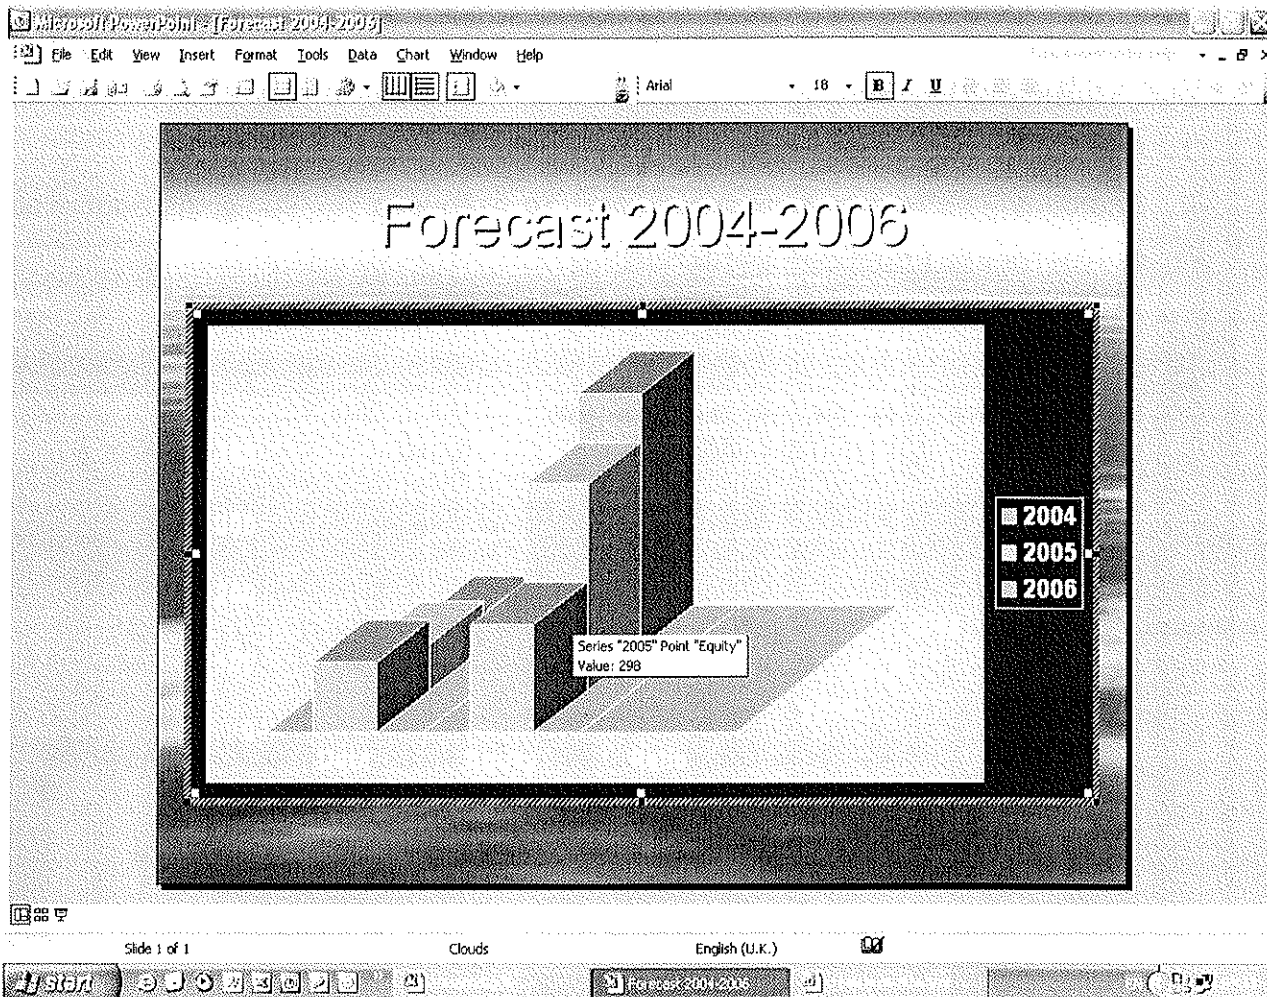 Microsoft PowerPoint - [Forecast 2004-2006]
File Edit View Insert Format Tools Data Chart Window Help
Arial 18 B I U
Forecast 2004-2006
2004
2005
2006
Series "2005" Point "Equity"
Value: 298
Slide 1 of 1 Clouds English (U.K.)
start Forecast 2004-2006